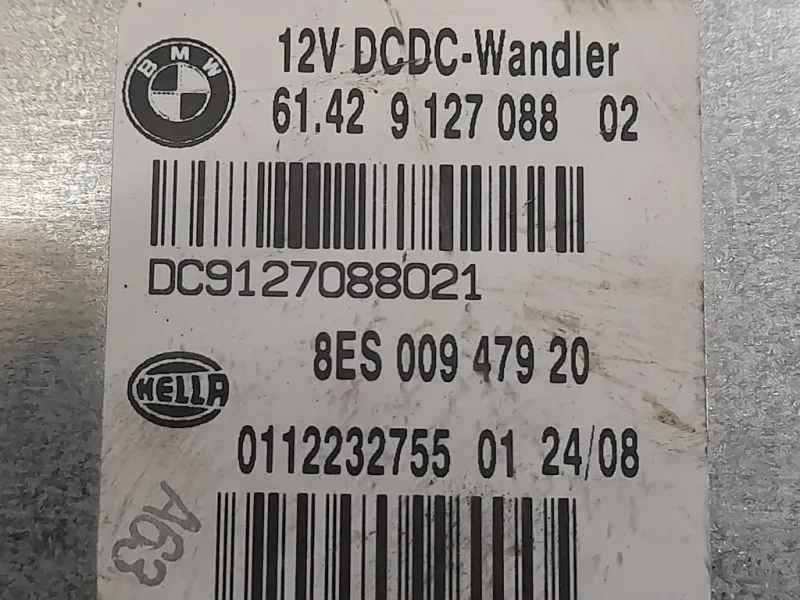 BMW
12V DCDC-Wandler
61.42 9 127 088 02
DC9127088021
8ES 009 479 20
HELLA
0112232755 01 24/08
A63